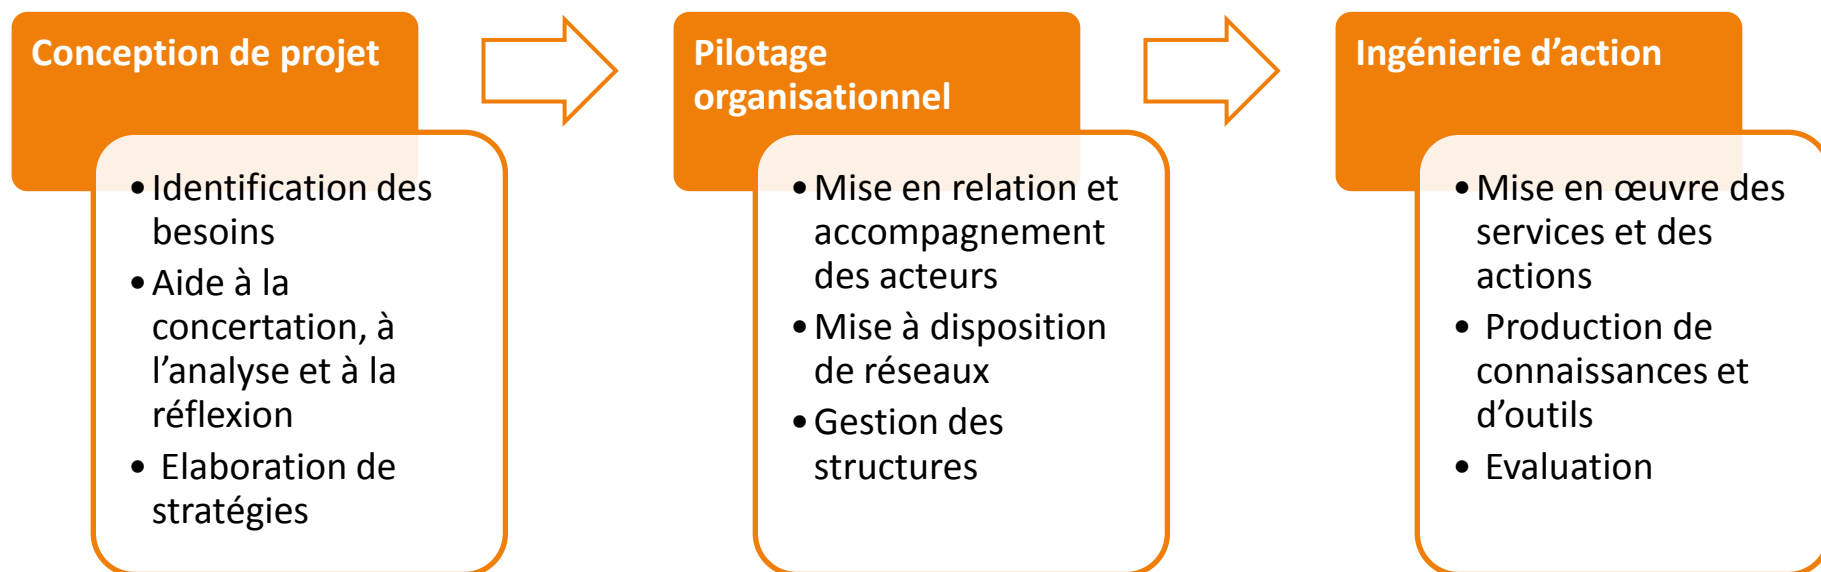 Conception de projet
•Identification des
besoins
•Aide à la
concertation, à
l’analyse et à la
réflexion
• Elaboration de
stratégies
Pilotage
organisationnel
•Mise en relation et
accompagnement
des acteurs
•Mise à disposition
de réseaux
•Gestion des
structures
Ingénierie d’action
•Mise en œuvre des
services et des
actions
• Production de
connaissances et
d’outils
• Evaluation